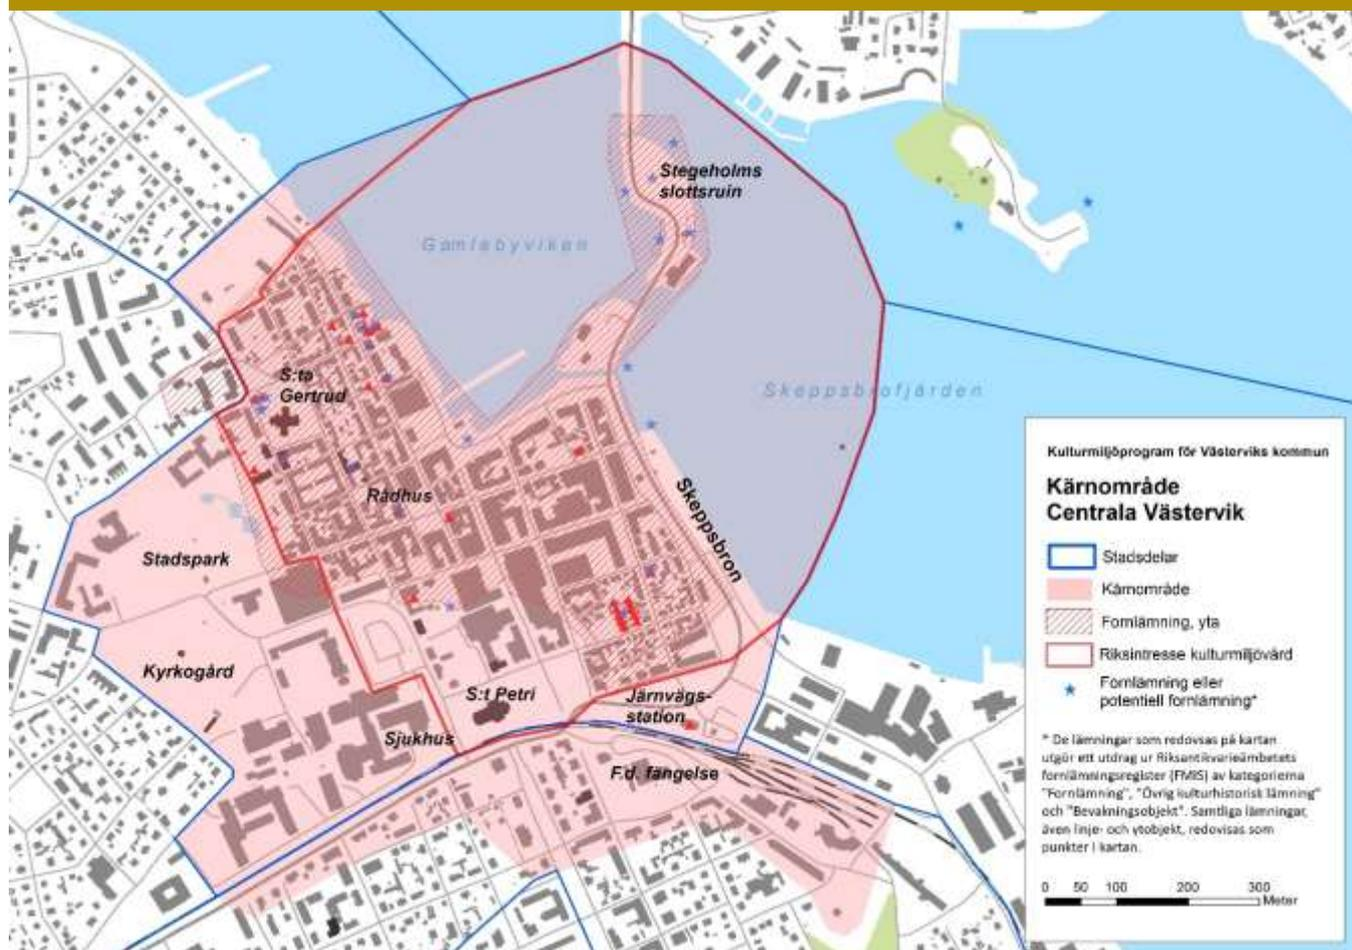 Stegeholms
slottsruin
Gamlebyviken
S:ta
Gertrud
Skeppsbrofjärden
Rådhus
Skeppsbron
Stadspark
Kyrkogård
S:t Petri
Järnvägs-
station
Sjukhus
F.d. fängelse
Kulturmiljöprogram för Västerviks kommun
Kärnområde
Centrala Västervik
Stadsdelar
Kärnområde
Fornlämning, yta
Riksintresse kulturmiljövård
Fornlämning eller
potentiell fornlämning*
* De lämningar som redovisas på kartan
utgör ett utdrag ur Riksantikvarieämbetets
fornlämningsregister (FMIS) av kategorierna
"Fornlämning", "Övrig kulturhistorisk lämning"
och "Bevakningsobjekt". Samtliga lämningar,
även linje- och ytobjekt, redovisas som
punkter i kartan.
0 50 100 200 300
Meter